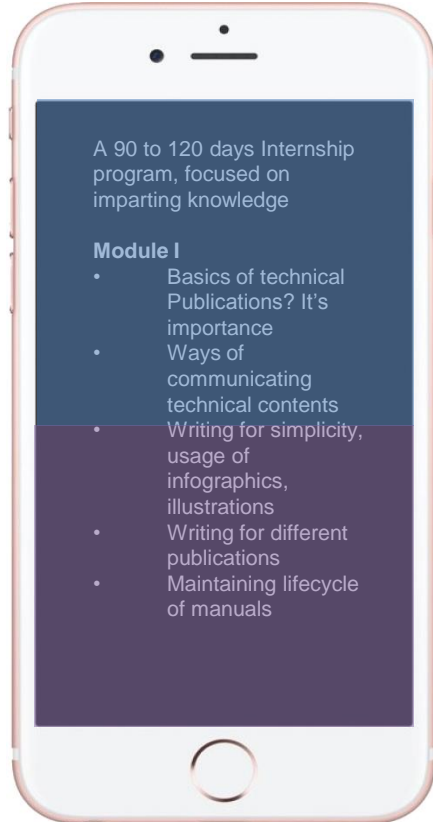 A 90 to 120 days Internship
program, focused on
imparting knowledge
Module I
• Basics of technical
Publications? It's
importance
• Ways of
communicating
technical contents
• Writing for simplicity,
usage of
infographics,
illustrations
• Writing for different
publications
• Maintaining lifecycle
of manuals